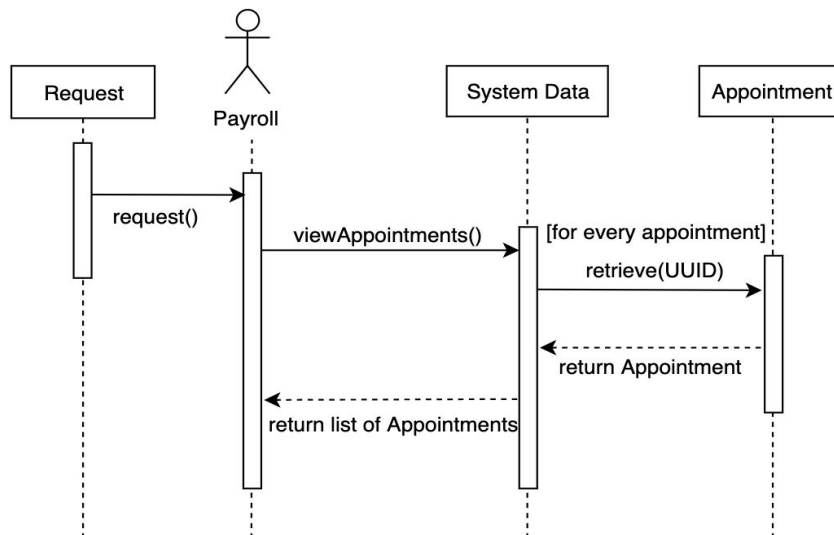 Request
Payroll
System Data
Appointment
request()
viewAppointments()
[for every appointment]
retrieve(UUID)
return Appointment
return list of Appointments